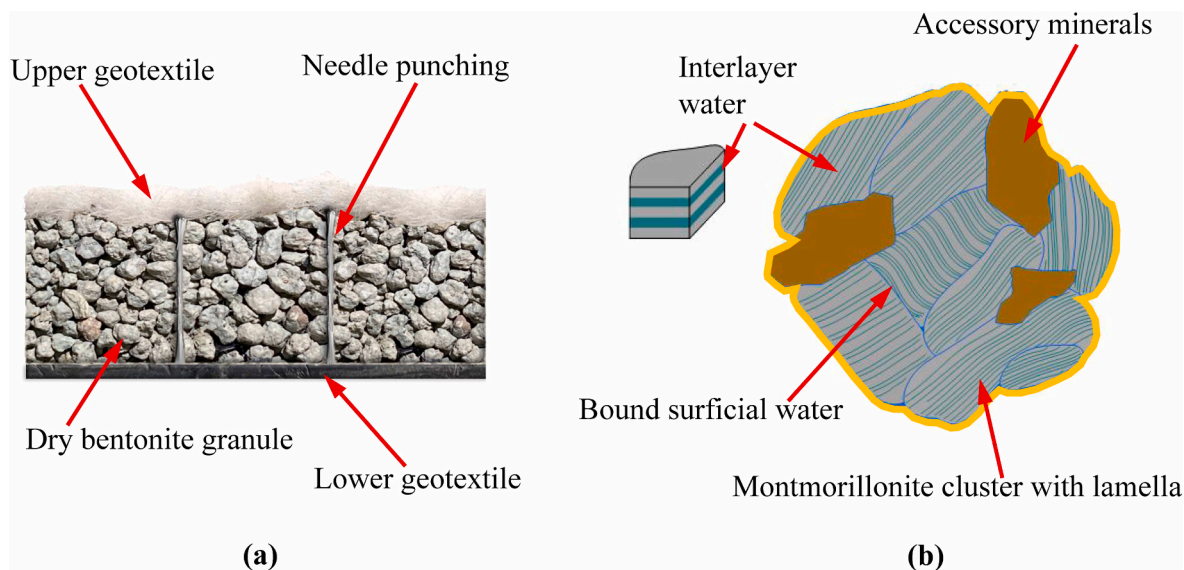 Upper geotextile
Needle punching
Dry bentonite granule
Lower geotextile
(a)
Accessory minerals
Interlayer
water
Bound surficial water
Montmorillonite cluster with lamella
(b)